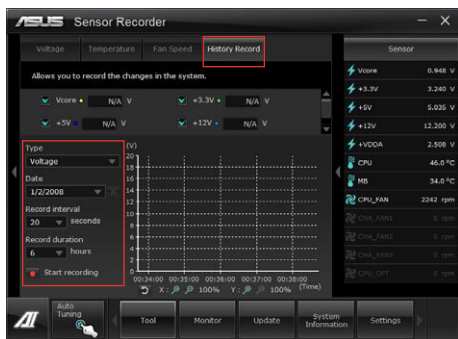 ASUS Sensor Recorder
Voltage Temperature Fan Speed History Record
Allows you to record the changes in the system.
Vcore N/A V +3.3V N/A V
+5V N/A V +12V N/A V
Type
Voltage
Date
1/2/2008
Record interval
20 seconds
Record duration
6 hours
Start recording
(V)
20
18
16
14
12
10
8
6
4
2
0
00:34:00 00:35:00 00:36:00 00:37:00 00:38:00
(Time)
X: 100% Y: 100%
Sensor
Vcore 0.948 V
+3.3V 3.240 V
+5V 5.035 V
+12V 12.200 V
+VDDA 2.508 V
CPU 46.0 °C
MB 34.0 °C
CPU_FAN 2242 rpm
CHA_FAN1 0 rpm
CHA_FAN2 0 rpm
CHA_FAN3 0 rpm
CPU_OPT 0 rpm
Auto
Tuning
Tool Monitor Update System
Information Settings